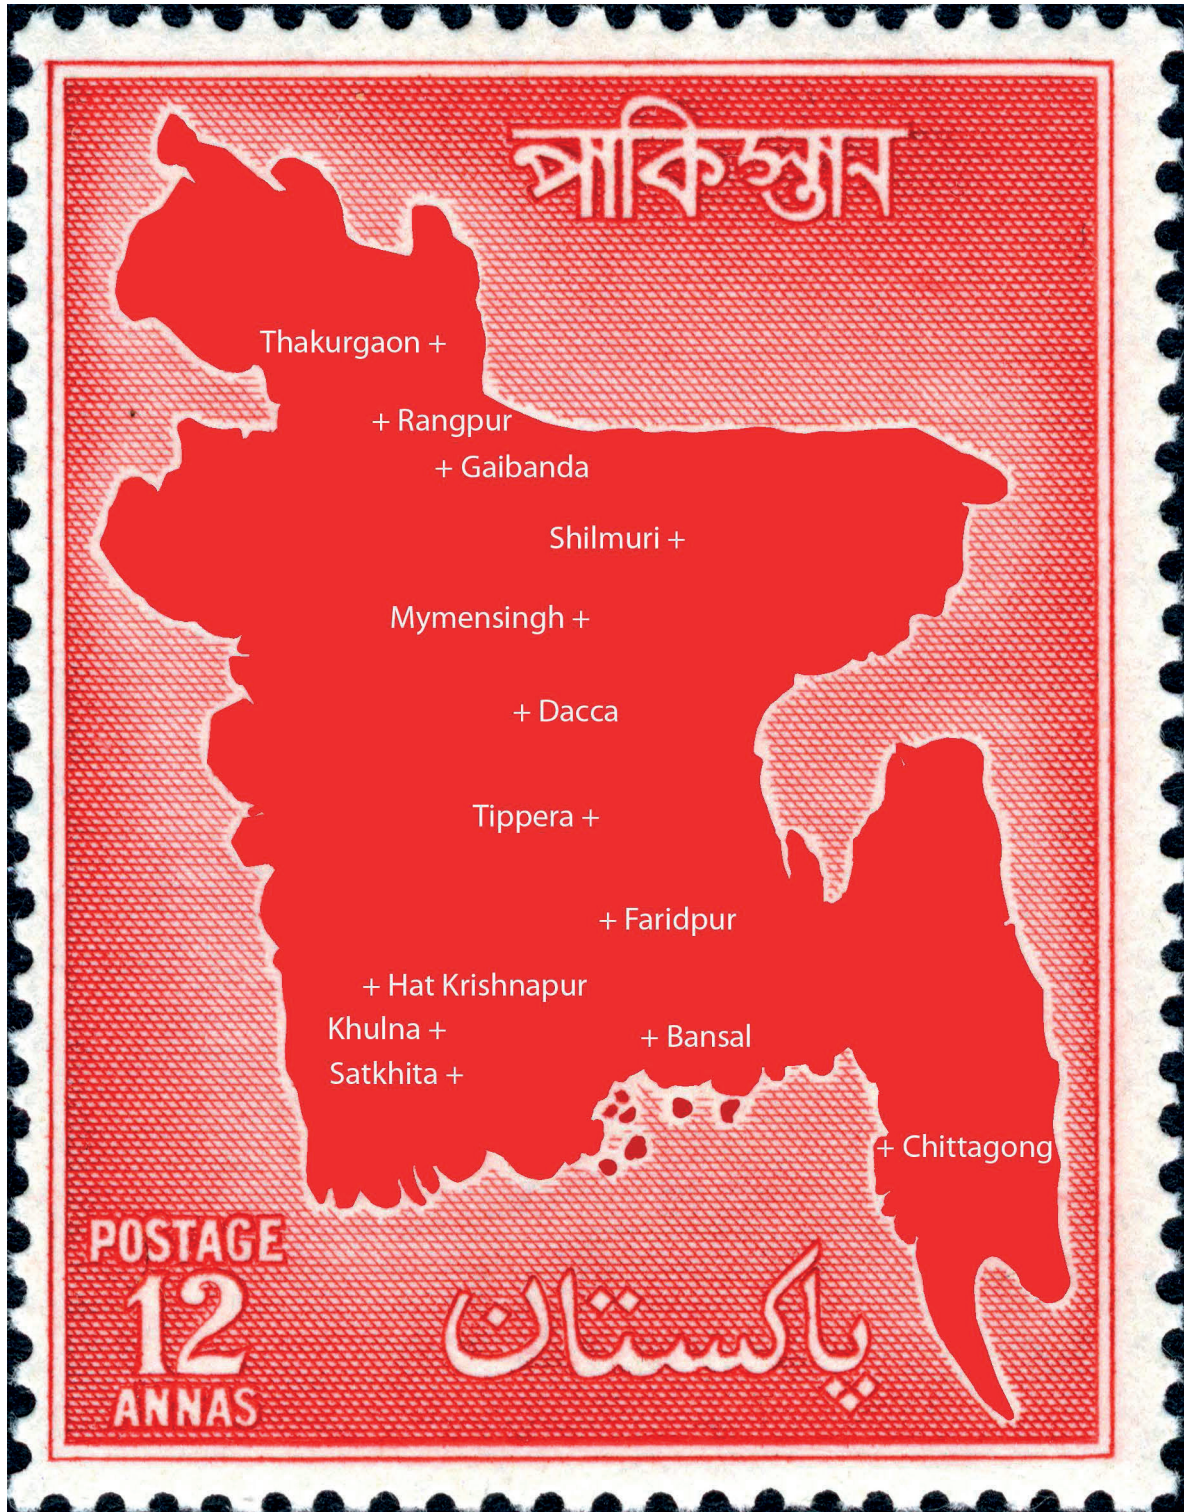 পাকিস্তান
Thakurgaon +
+ Rangpur
+ Gaibanda
Shilmuri +
Mymensingh +
+ Dacca
Tippera +
+ Faridpur
+ Hat Krishnapur
Khulna +
+ Bansal
Satkhita +
+ Chittagong
POSTAGE
12
ANNAS
پاکستان